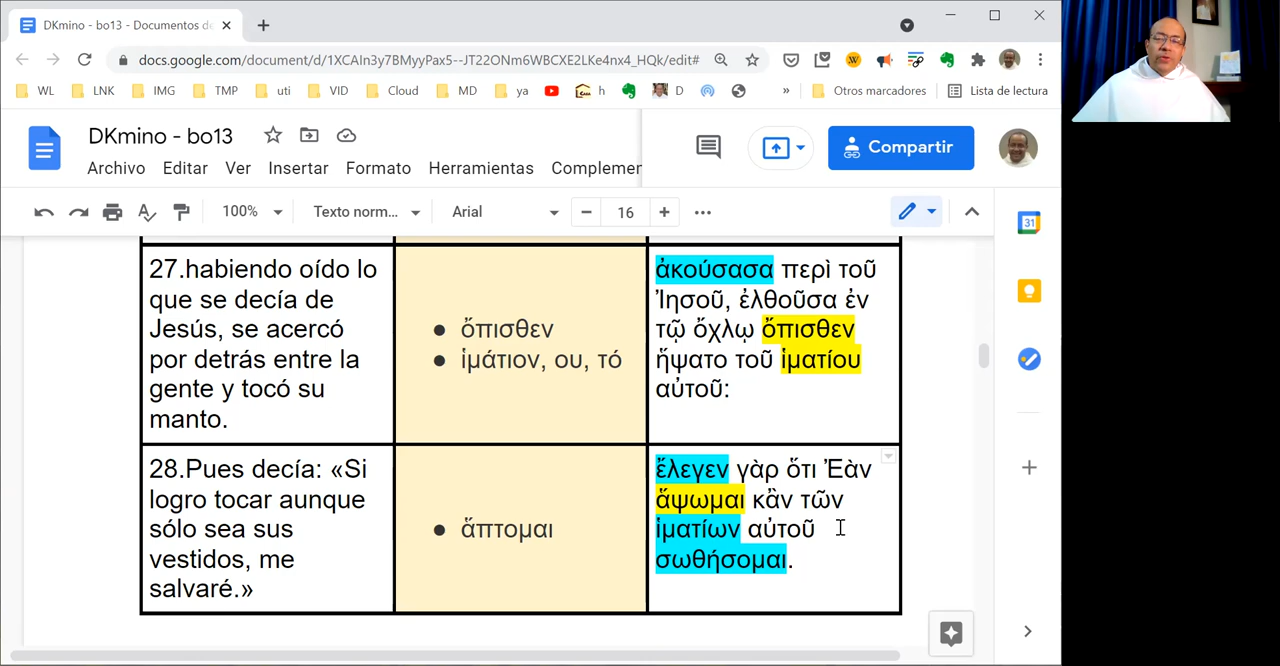 DKmino - bo13 - Documentos de
docs.google.com/document/d/1XCAIn3y7BMyyPax5--JT22ONm6WBCXE2LKe4nx4_HQk/edit#
WL LNK IMG TMP uti VID Cloud MD ya h D » Otros marcadores Lista de lectura
DKmino - bo13
Compartir
Archivo Editar Ver Insertar Formato Herramientas Complemen
100% Texto norm... Arial 16
31
27.habiendo oído lo
que se decía de
Jesús, se acercó
por detrás entre la
gente y tocó su
manto.
● ὄπισθεν
● ἱμάτιον, ου, τό
ἀκούσασα περὶ τοῦ
Ἰησοῦ, ἐλθοῦσα ἐν
τῷ ὄχλῳ ὄπισθεν
ἥψατο τοῦ ἱματίου
αὐτοῦ:
28.Pues decía: «Si
logro tocar aunque
sólo sea sus
vestidos, me
salvaré.»
● ἅπτομαι
ἔλεγεν γὰρ ὅτι Ἐὰν
ἅψωμαι κἂν τῶν
ἱματίων αὐτοῦ
σωθήσομαι.